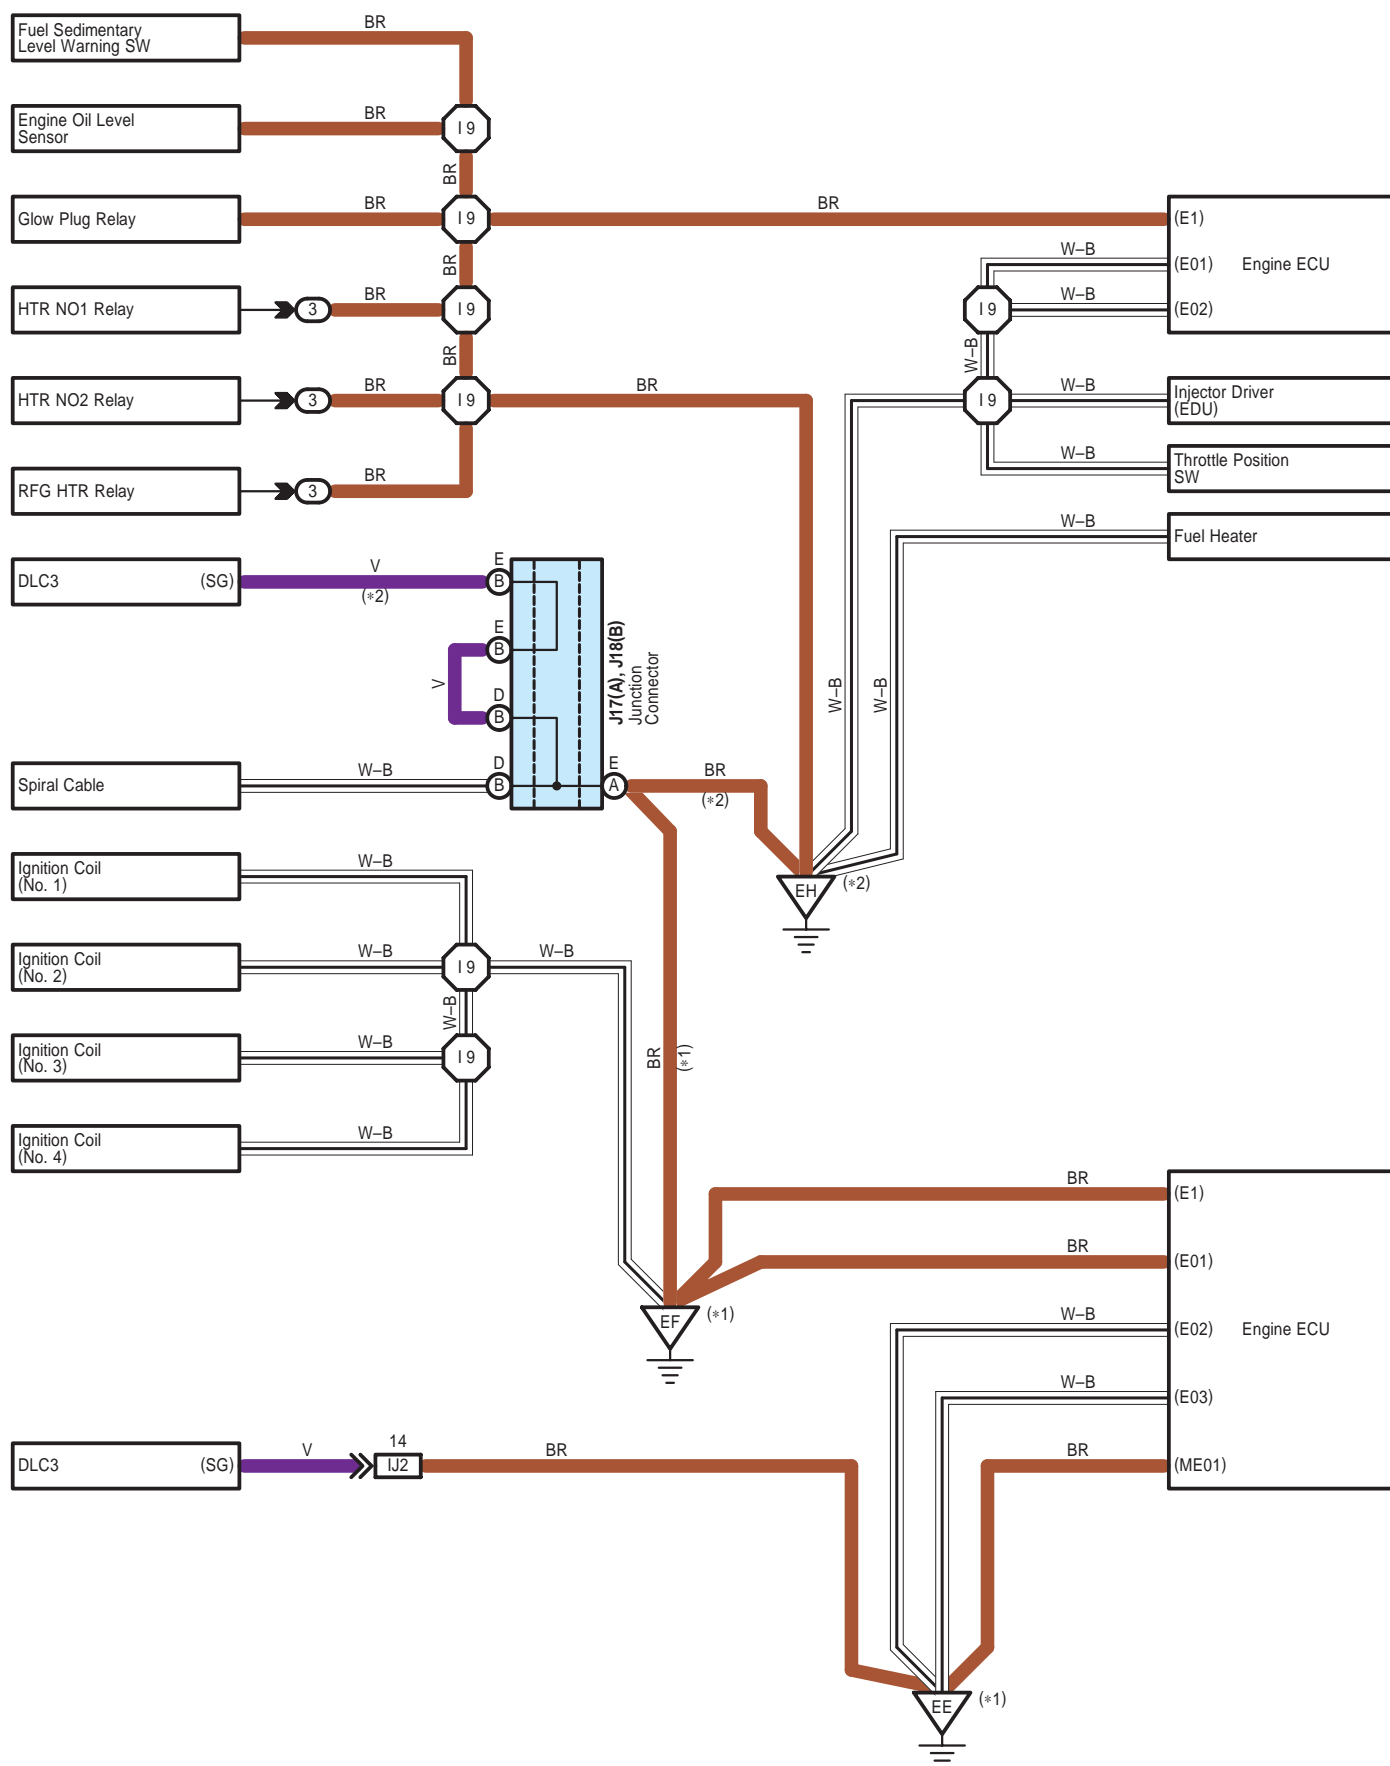 BR
Fuel Sedimentary
Level Warning SW
BR
Engine Oil Level
Sensor
I 9
BR
BR
BR
Glow Plug Relay
I 9
(E1)
BR
W–B
(E01)
Engine ECU
BR
W–B
HTR NO1 Relay
3
I 9
I 9
(E02)
BR
W–B
BR
BR
W–B
HTR NO2 Relay
3
I 9
I 9
Injector Driver
(EDU)
BR
W–B
Throttle Position
SW
RFG HTR Relay
3
W–B
Fuel Heater
E
V
DLC3
(SG)
B
(∗2)
E
B
V
D
B
J17(A), J18(B)
Junction
Connector
W–B
W–B
D
E
W–B
BR
Spiral Cable
B
A
(∗2)
W–B
Ignition Coil
(No. 1)
EH
(∗2)
W–B
W–B
Ignition Coil
(No. 2)
I 9
W–B
W–B
Ignition Coil
(No. 3)
I 9
BR
(∗1)
W–B
Ignition Coil
(No. 4)
BR
(E1)
BR
(E01)
EF
(∗1)
W–B
(E02)
Engine ECU
W–B
(E03)
14
V
BR
BR
DLC3
(SG)
IJ2
(ME01)
EE
(∗1)